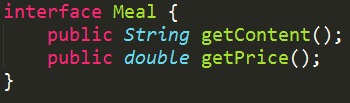 interface Meal {
    public String getContent();
    public double getPrice();
}